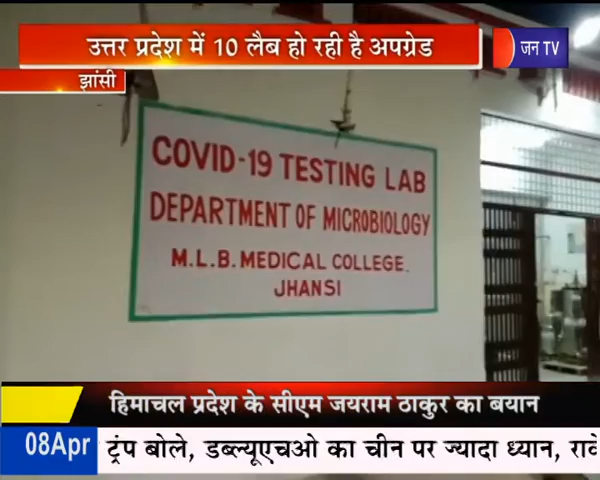 उत्तर प्रदेश में 10 लैब हो रही है अपग्रेड
जन TV
झांसी
COVID-19 TESTING LAB
DEPARTMENT OF MICROBIOLOGY
M.L.B. MEDICAL COLLEGE.
JHANSI
हिमाचल प्रदेश के सीएम जयराम ठाकुर का बयान
08Apr ट्रंप बोले, डब्ल्यूएचओ का चीन पर ज्यादा ध्यान,